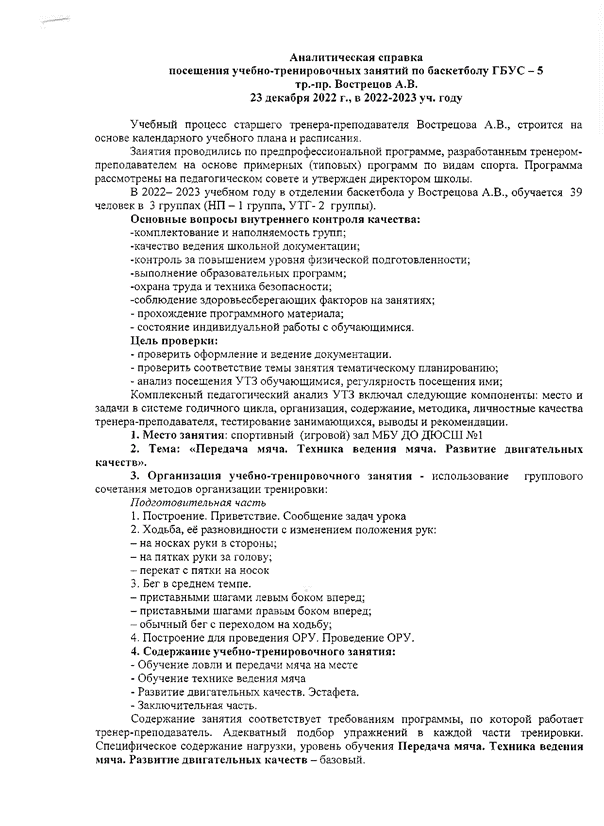 Аналитическая справка
посещения учебно-тренировочных занятий по баскетболу ГБУС – 5
тр.-пр. Вострецов А.В.
23 декабря 2022 г., в 2022-2023 уч. году
Учебный процесс старшего тренера-преподавателя Вострецова А.В., строится на
основе календарного учебного плана и расписания.
Занятия проводились по предпрофессиональной программе, разработанным тренером-
преподавателем на основе примерных (типовых) программ по видам спорта. Программа
рассмотрены на педагогическом совете и утвержден директором школы.
В 2022– 2023 учебном году в отделении баскетбола у Вострецова А.В., обучается 39
человек в 3 группах (НП – 1 группа, УТГ- 2 группы).
Основные вопросы внутреннего контроля качества:
-комплектование и наполняемость групп;
-качество ведения школьной документации;
-контроль за повышением уровня физической подготовленности;
-выполнение образовательных программ;
-охрана труда и техника безопасности;
-соблюдение здоровьесберегающих факторов на занятиях;
- прохождение программного материала;
- состояние индивидуальной работы с обучающимися.
Цель проверки:
- проверить оформление и ведение документации.
- проверить соответствие темы занятия тематическому планированию;
- анализ посещения УТЗ обучающимися, регулярность посещения ими;
Комплексный педагогический анализ УТЗ включал следующие компоненты: место и
задачи в системе годичного цикла, организация, содержание, методика, личностные качества
тренера-преподавателя, тестирование занимающихся, выводы и рекомендации.
1. Место занятия: спортивный (игровой) зал МБУ ДО ДЮСШ №1
2. Тема: «Передача мяча. Техника ведения мяча. Развитие двигательных
качеств».
3. Организация учебно-тренировочного занятия - использование группового
сочетания методов организации тренировки:
Подготовительная часть
1. Построение. Приветствие. Сообщение задач урока
2. Ходьба, её разновидности с изменением положения рук:
– на носках руки в стороны;
– на пятках руки за голову;
– перекат с пятки на носок
3. Бег в среднем темпе.
– приставными шагами левым боком вперед;
– приставными шагами правым боком вперед;
– обычный бег с переходом на ходьбу;
4. Построение для проведения ОРУ. Проведение ОРУ.
4. Содержание учебно-тренировочного занятия:
- Обучение ловли и передачи мяча на месте
- Обучение технике ведения мяча
- Развитие двигательных качеств. Эстафета.
- Заключительная часть.
Содержание занятия соответствует требованиям программы, по которой работает
тренер-преподаватель. Адекватный подбор упражнений в каждой части тренировки.
Специфическое содержание нагрузки, уровень обучения Передача мяча. Техника ведения
мяча. Развитие двигательных качеств – базовый.